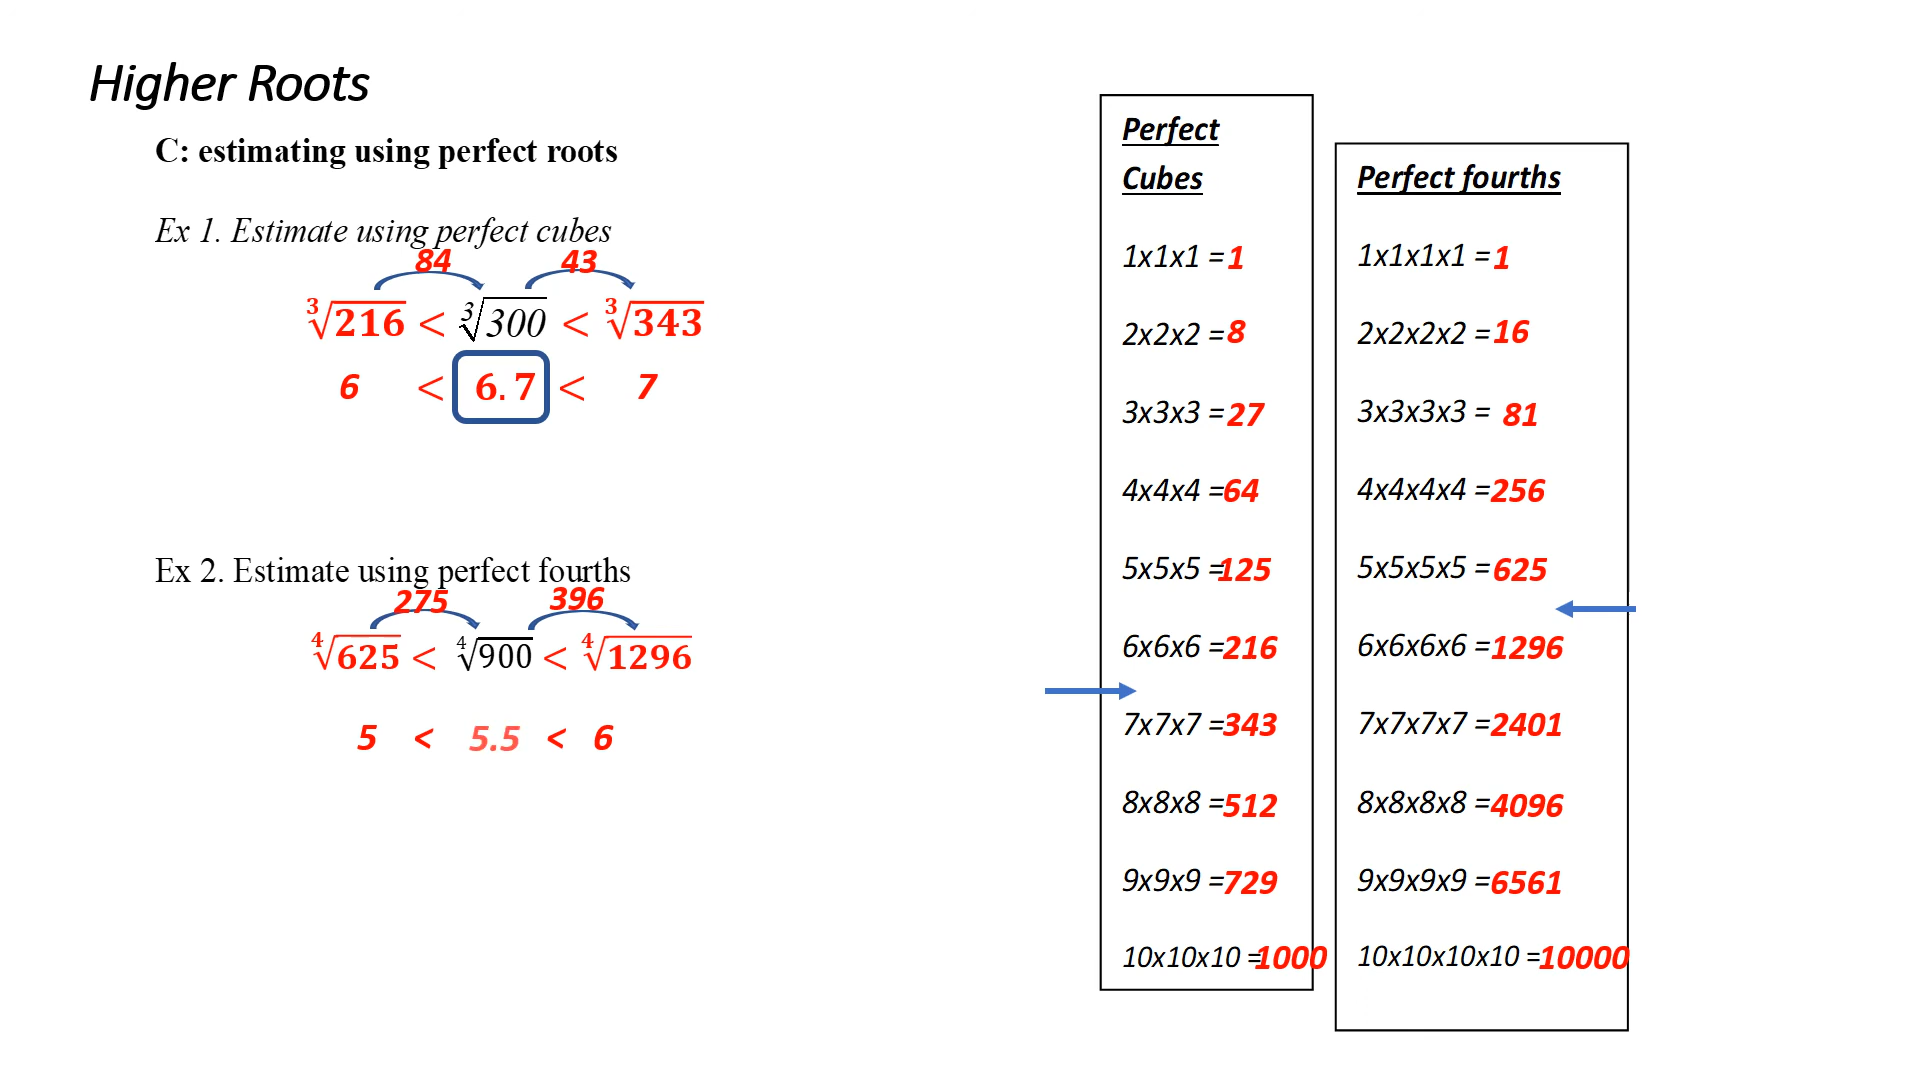 Higher Roots
C: estimating using perfect roots
Ex 1. Estimate using perfect cubes
84 43
∛216 < ∛300 < ∛343
6 < 6.7 < 7
Ex 2. Estimate using perfect fourths
275 396
∜625 < ∜900 < ∜1296
5 < 5.5 < 6
Perfect
Cubes
1x1x1 = 1
2x2x2 = 8
3x3x3 = 27
4x4x4 = 64
5x5x5 = 125
6x6x6 = 216
7x7x7 = 343
8x8x8 = 512
9x9x9 = 729
10x10x10 = 1000
Perfect fourths
1x1x1x1 = 1
2x2x2x2 = 16
3x3x3x3 = 81
4x4x4x4 = 256
5x5x5x5 = 625
6x6x6x6 = 1296
7x7x7x7 = 2401
8x8x8x8 = 4096
9x9x9x9 = 6561
10x10x10x10 = 10000